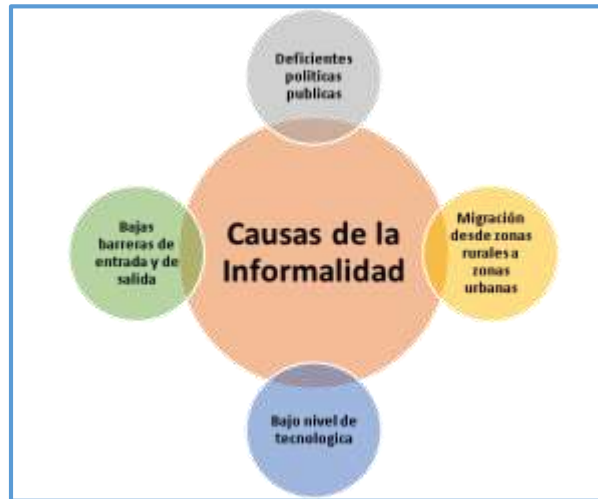 Deficientes
políticas
publicas
Bajas
barreras de
entrada y de
salida
Causas de la
Informalidad
Migración
desde zonas
rurales a
zonas
urbanas
Bajo nivel de
tecnologica